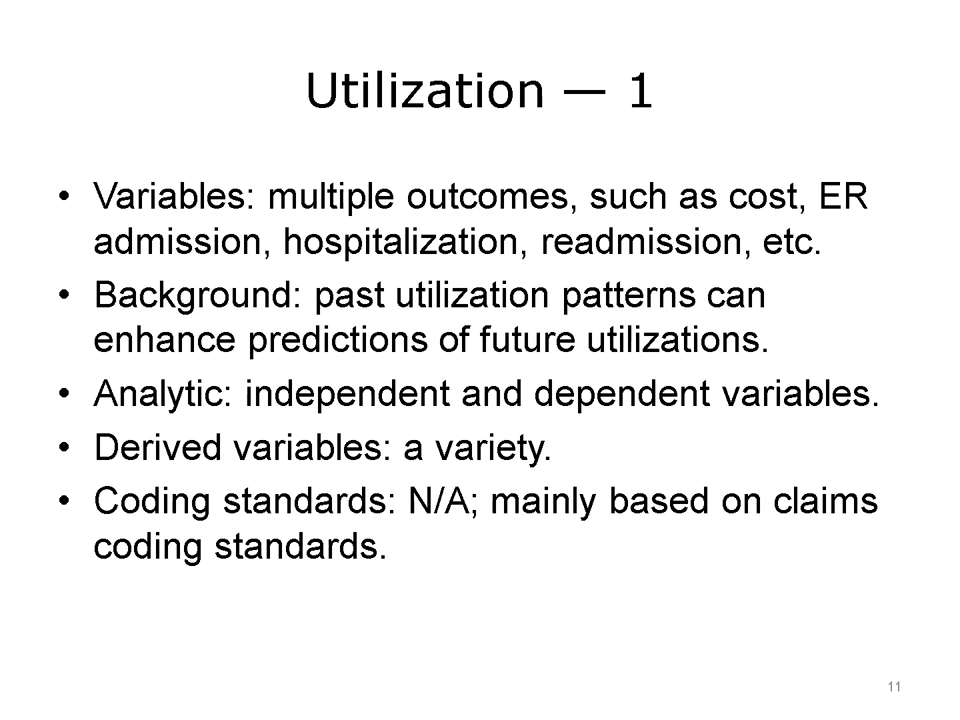 Utilization — 1
• Variables: multiple outcomes, such as cost, ER
admission, hospitalization, readmission, etc.
• Background: past utilization patterns can
enhance predictions of future utilizations.
• Analytic: independent and dependent variables.
• Derived variables: a variety.
• Coding standards: N/A; mainly based on claims
coding standards.
11